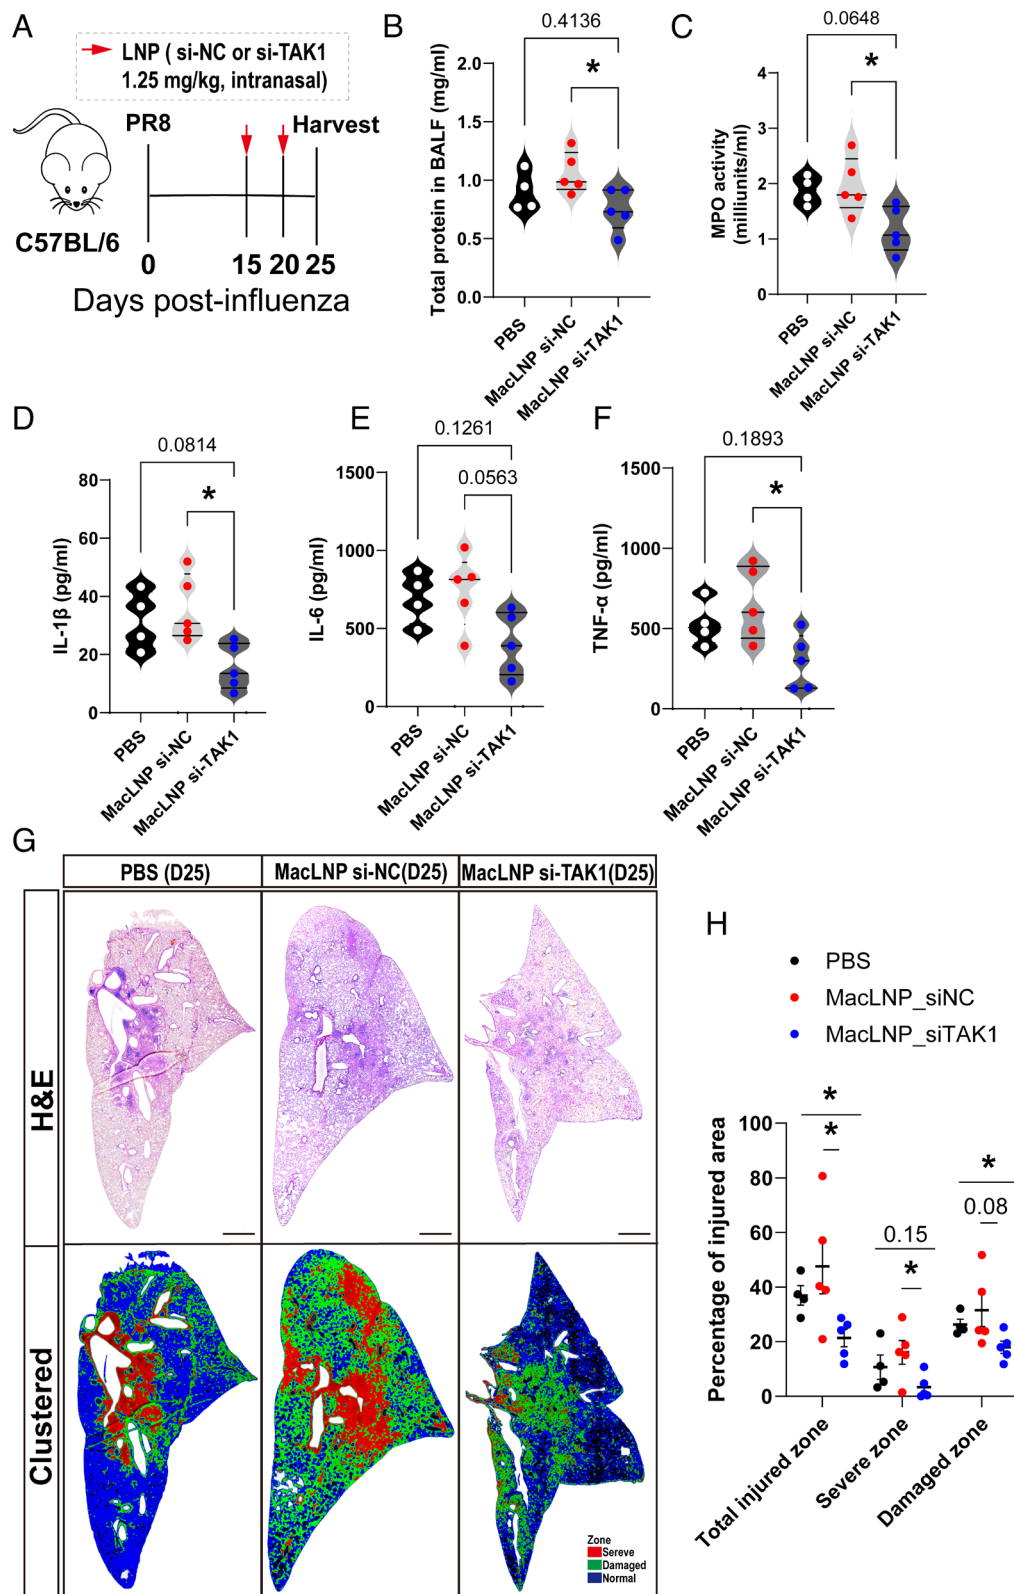 A
LNP ( si-NC or si-TAK1
1.25 mg/kg, intranasal)
PR8
Harvest
C57BL/6
0
15
20
25
Days post-influenza
B
0.4136
*
Total protein in BALF (mg/ml)
2.0
1.5
1.0
0.5
0.0
PBS
MacLNP si-NC
MacLNP si-TAK1
C
0.0648
*
MPO activity
(milliunits/ml)
4
3
2
1
0
PBS
MacLNP si-NC
MacLNP si-TAK1
D
0.0814
*
IL-1β (pg/ml)
80
60
40
20
0
PBS
MacLNP si-NC
MacLNP si-TAK1
E
0.1261
0.0563
IL-6 (pg/ml)
1500
1000
500
0
PBS
MacLNP si-NC
MacLNP si-TAK1
F
0.1893
*
TNF-α (pg/ml)
1500
1000
500
0
PBS
MacLNP si-NC
MacLNP si-TAK1
G
PBS (D25)
MacLNP si-NC(D25)
MacLNP si-TAK1(D25)
H&E
Clustered
Zone
Sereve
Damaged
Normal
H
PBS
MacLNP_siNC
MacLNP_siTAK1
*
*
0.15
*
*
0.08
Percentage of injured area
100
80
60
40
20
0
Total injured zone
Severe zone
Damaged zone